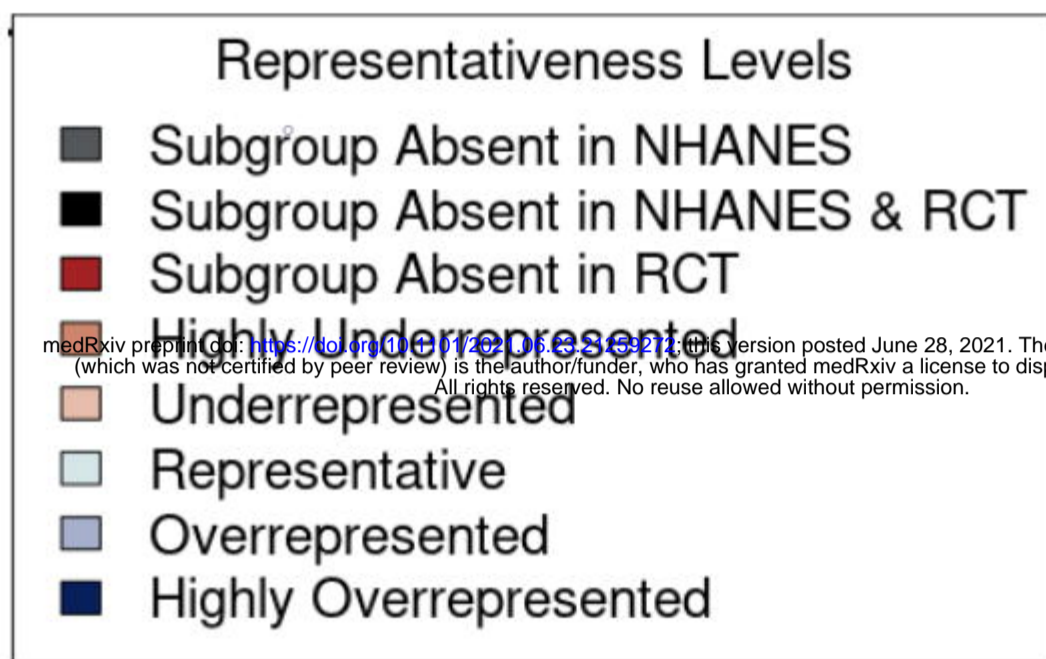 Representativeness Levels
Subgroup Absent in NHANES
Subgroup Absent in NHANES & RCT
Subgroup Absent in RCT
Highly Underrepresented
medRxiv preprint doi: https://doi.org/10.1101/2021.06.23.21259272; this version posted June 28, 2021. The
(which was not certified by peer review) is the author/funder, who has granted medRxiv a license to disp
All rights reserved. No reuse allowed without permission.
Underrepresented
Representative
Overrepresented
Highly Overrepresented